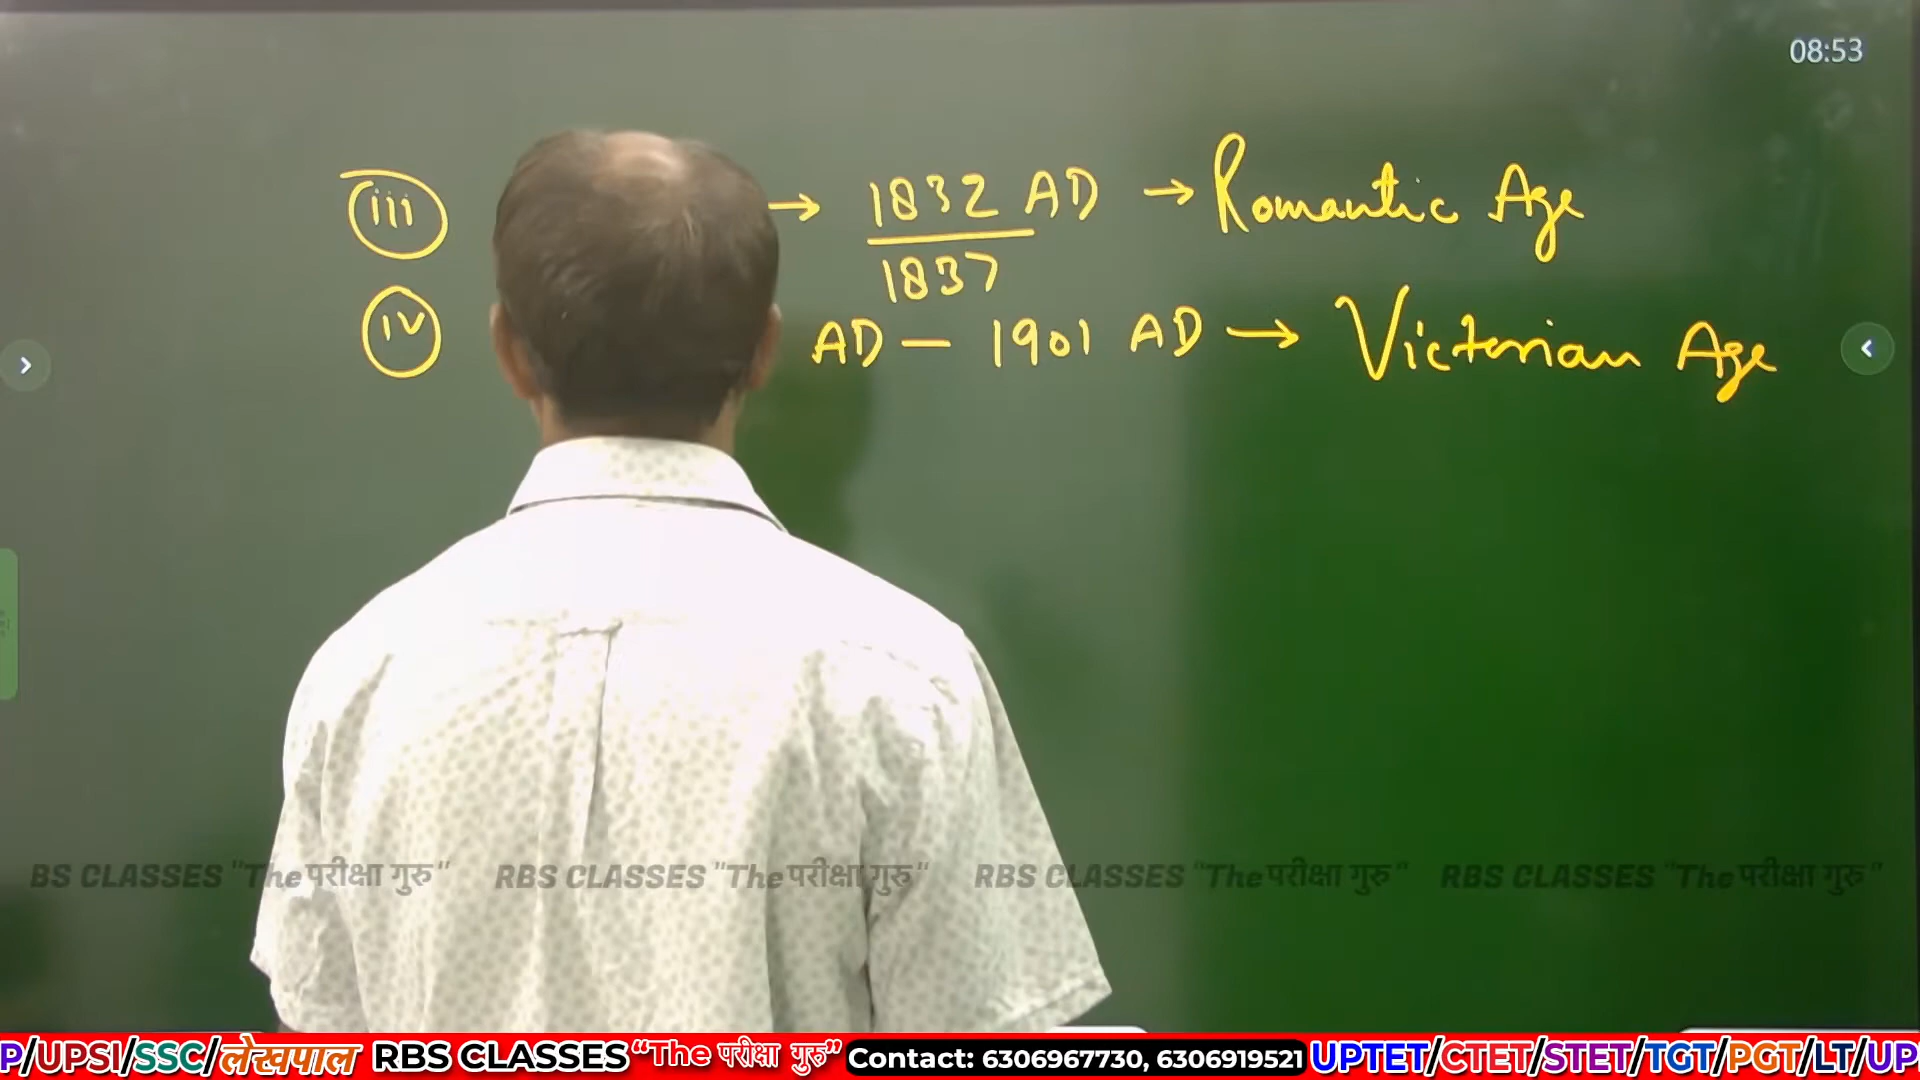 08:53
iii → 1832 AD → Romantic Age
1837
iv AD — 1901 AD → Victorian Age
BS CLASSES "The परीक्षा गुरु" RBS CLASSES "The परीक्षा गुरु" RBS CLASSES "The परीक्षा गुरु" RBS CLASSES "The परीक्षा गुरु"
P/UPSI/SSC/लेखपाल RBS CLASSES “The परीक्षा गुरु” Contact: 6306967730, 6306919521 UPTET/CTET/STET/TGT/PGT/LT/UP